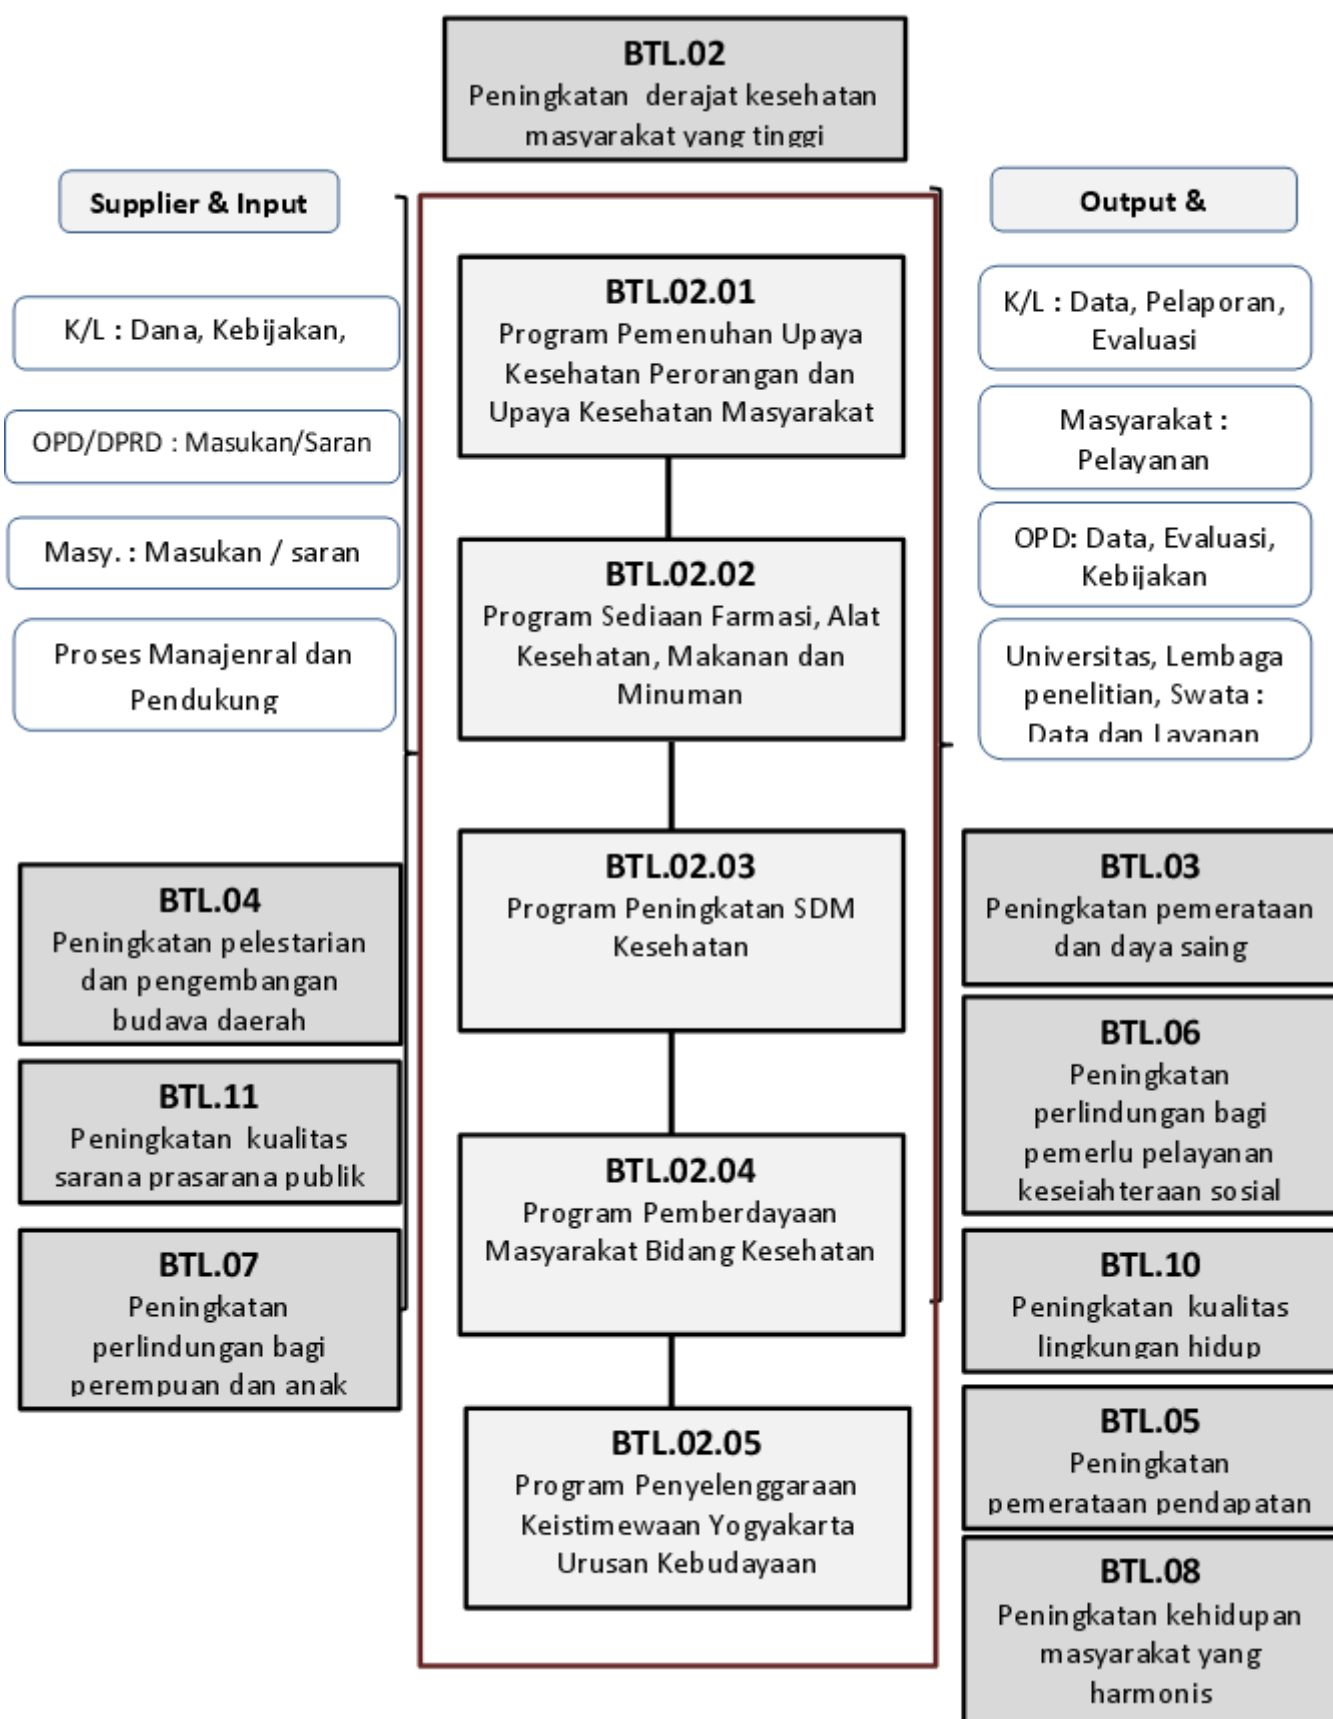 BTL.02
Peningkatan derajat kesehatan
masyarakat yang tinggi
Supplier & Input
K/L : Dana, Kebijakan,
OPD/DPRD : Masukan/Saran
Masy. : Masukan / saran
Proses Manajenral dan
Pendukung
BTL.04
Peningkatan pelestarian
dan pengembangan
budaya daerah
BTL.11
Peningkatan kualitas
sarana prasarana publik
BTL.07
Peningkatan
perlindungan bagi
perempuan dan anak
BTL.02.01
Program Pemenuhan Upaya
Kesehatan Perorangan dan
Upaya Kesehatan Masyarakat
BTL.02.02
Program Sediaan Farmasi, Alat
Kesehatan, Makanan dan
Minuman
BTL.02.03
Program Peningkatan SDM
Kesehatan
BTL.02.04
Program Pemberdayaan
Masyarakat Bidang Kesehatan
BTL.02.05
Program Penyelenggaraan
Keistimewaan Yogyakarta
Urusan Kebudayaan
Output &
K/L : Data, Pelaporan,
Evaluasi
Masyarakat :
Pelayanan
OPD: Data, Evaluasi,
Kebijakan
Universitas, Lembaga
penelitian, Swata :
Data dan Layanan
BTL.03
Peningkatan pemerataan
dan daya saing
BTL.06
Peningkatan
perlindungan bagi
pemerlu pelayanan
kesejahteraan sosial
BTL.10
Peningkatan kualitas
lingkungan hidup
BTL.05
Peningkatan
pemerataan pendapatan
BTL.08
Peningkatan kehidupan
masyarakat yang
harmonis